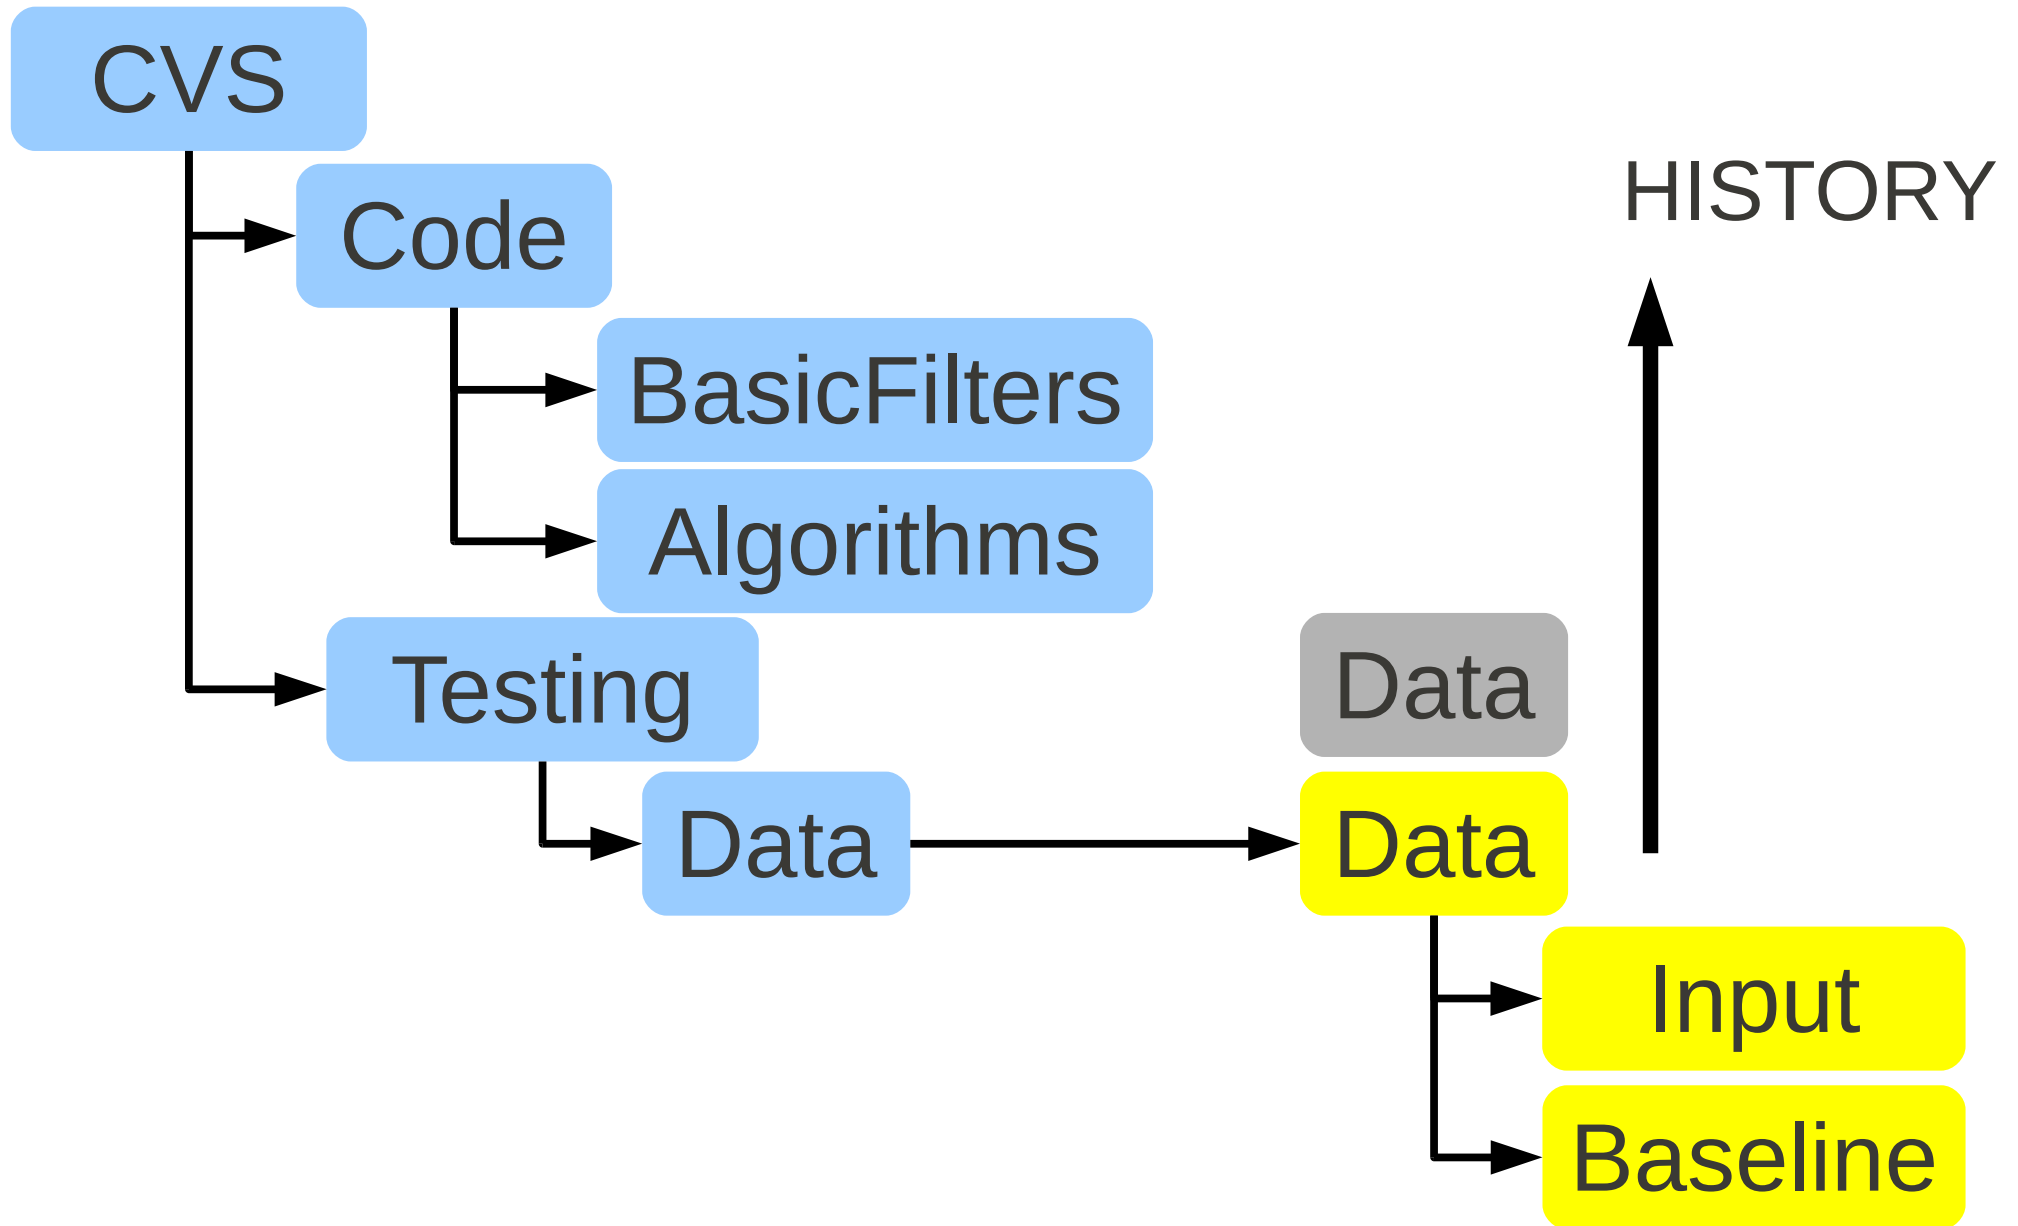 CVS
Code
HISTORY
BasicFilters
Algorithms
Testing
Data
Data
Data
Input
Baseline